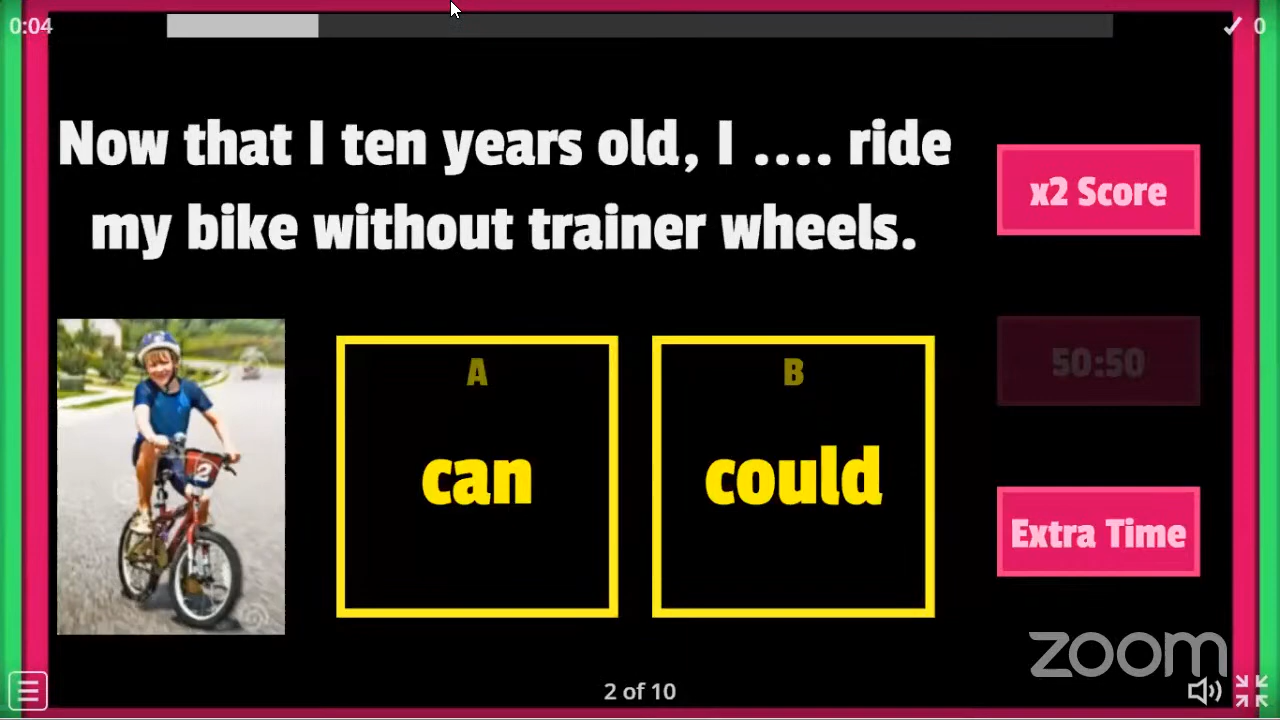 0:04
✓ 0
Now that I ten years old, I .... ride
my bike without trainer wheels.
x2 Score
50:50
Extra Time
A
can
B
could
2
zoom
2 of 10